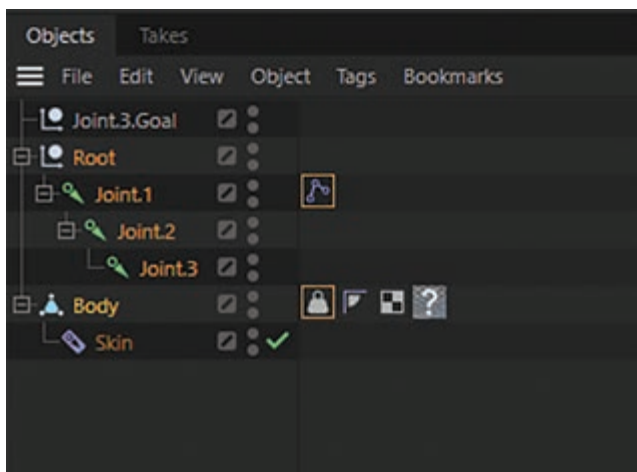 Objects Takes
File Edit View Object Tags Bookmarks
Joint.3.Goal
Root
Joint.1
Joint.2
Joint.3
Body
?
Skin